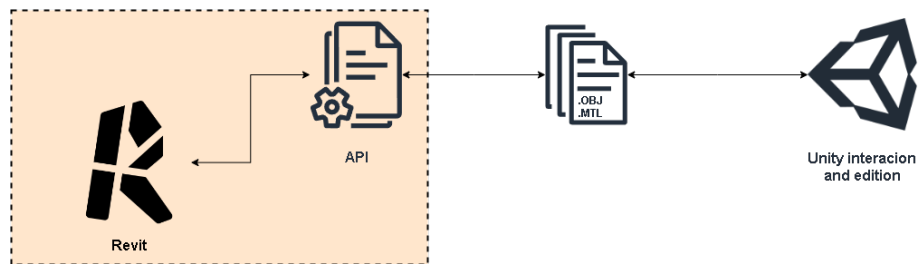 .OBJ
.MTL
API
Unity interacion
and edition
Revit